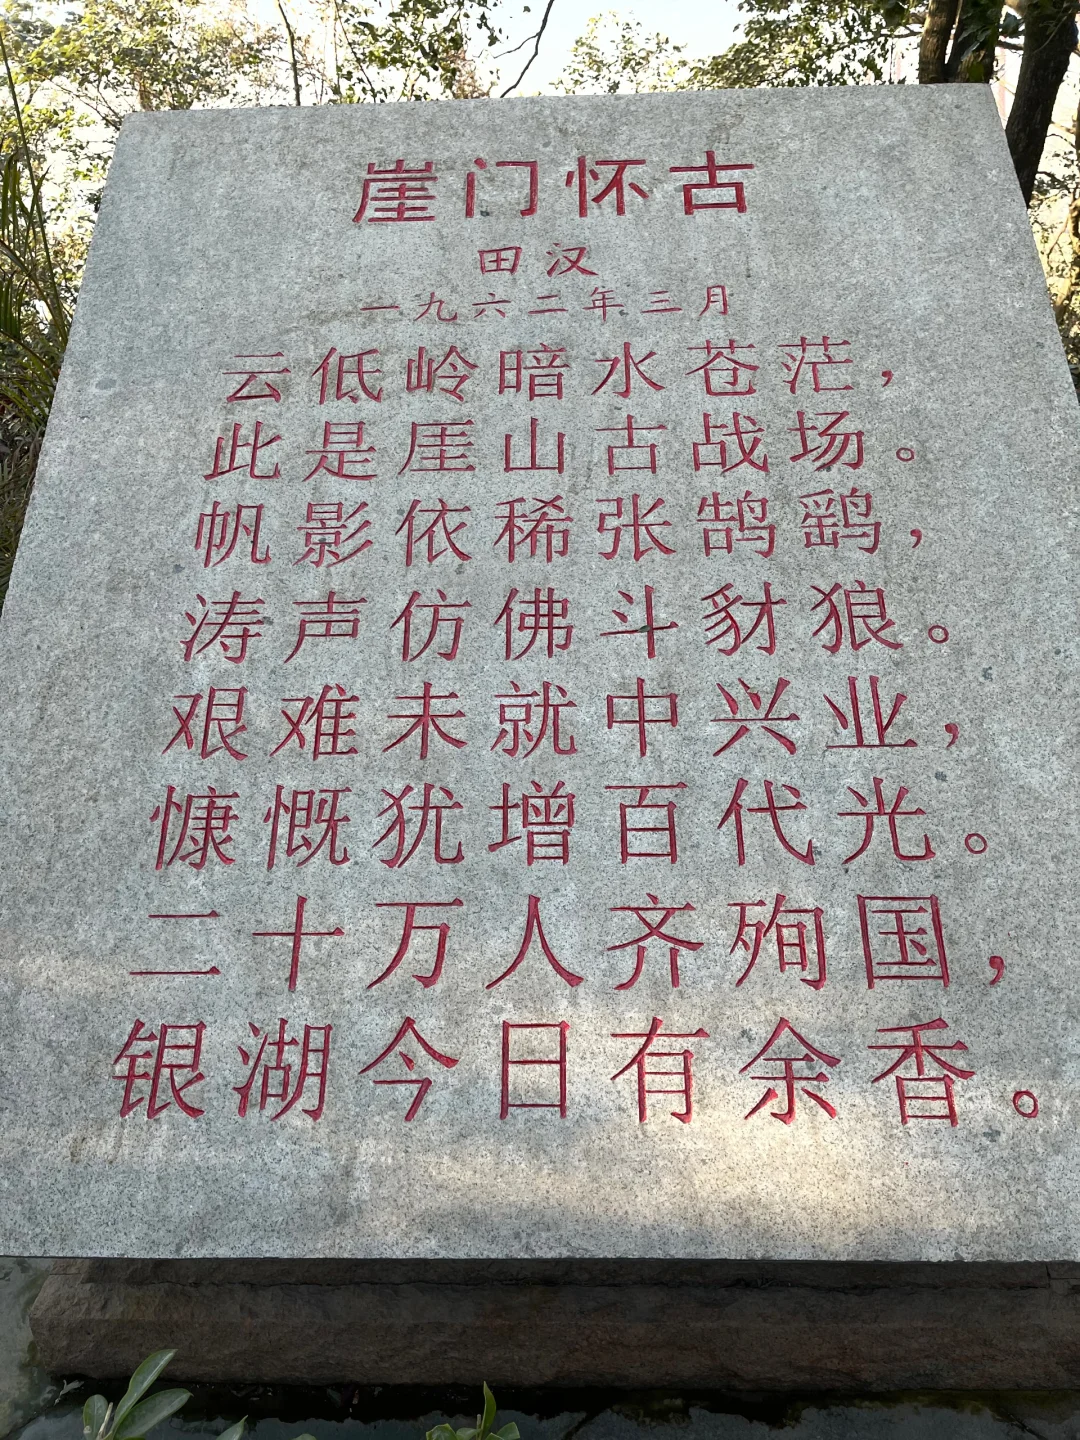 崖门怀古
田汉
一九六二年三月
云低岭暗水苍茫，
此是厓山古战场。
帆影依稀张鹄鹞，
涛声仿佛斗豺狼。
艰难未就中兴业，
慷慨犹增百代光。
二十万人齐殉国，
银湖今日有余香。